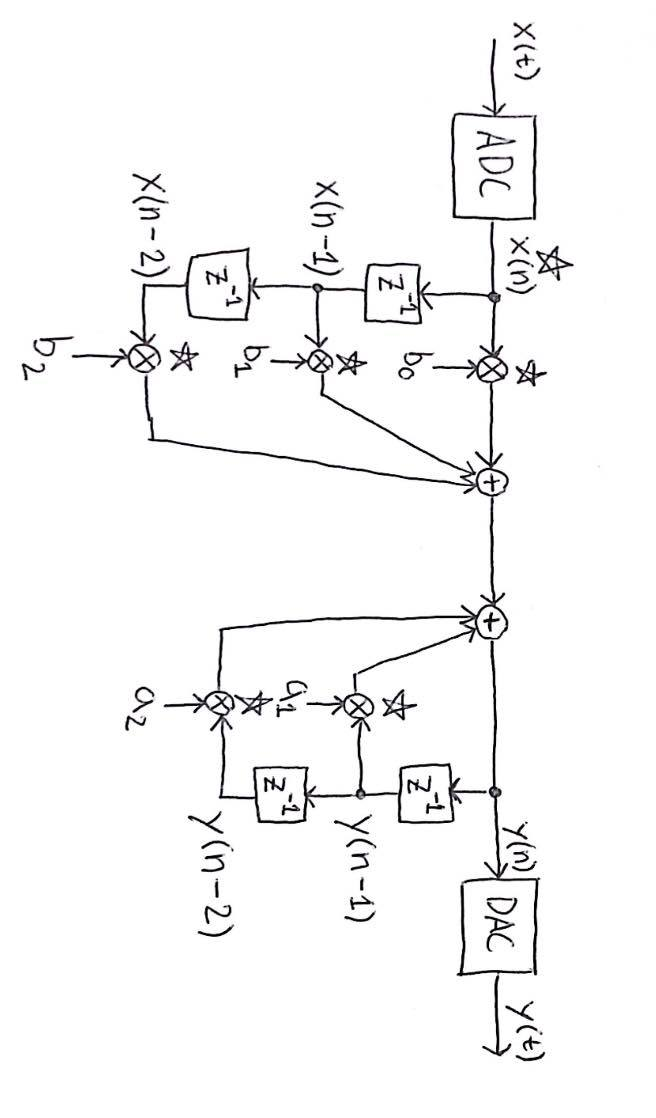 x(t)
ADC
x(n)
b₀
y(n)
DAC
y(t)
z⁻¹
x(n-1)
b₁
a₁
z⁻¹
y(n-1)
z⁻¹
x(n-2)
b₂
a₂
z⁻¹
y(n-2)